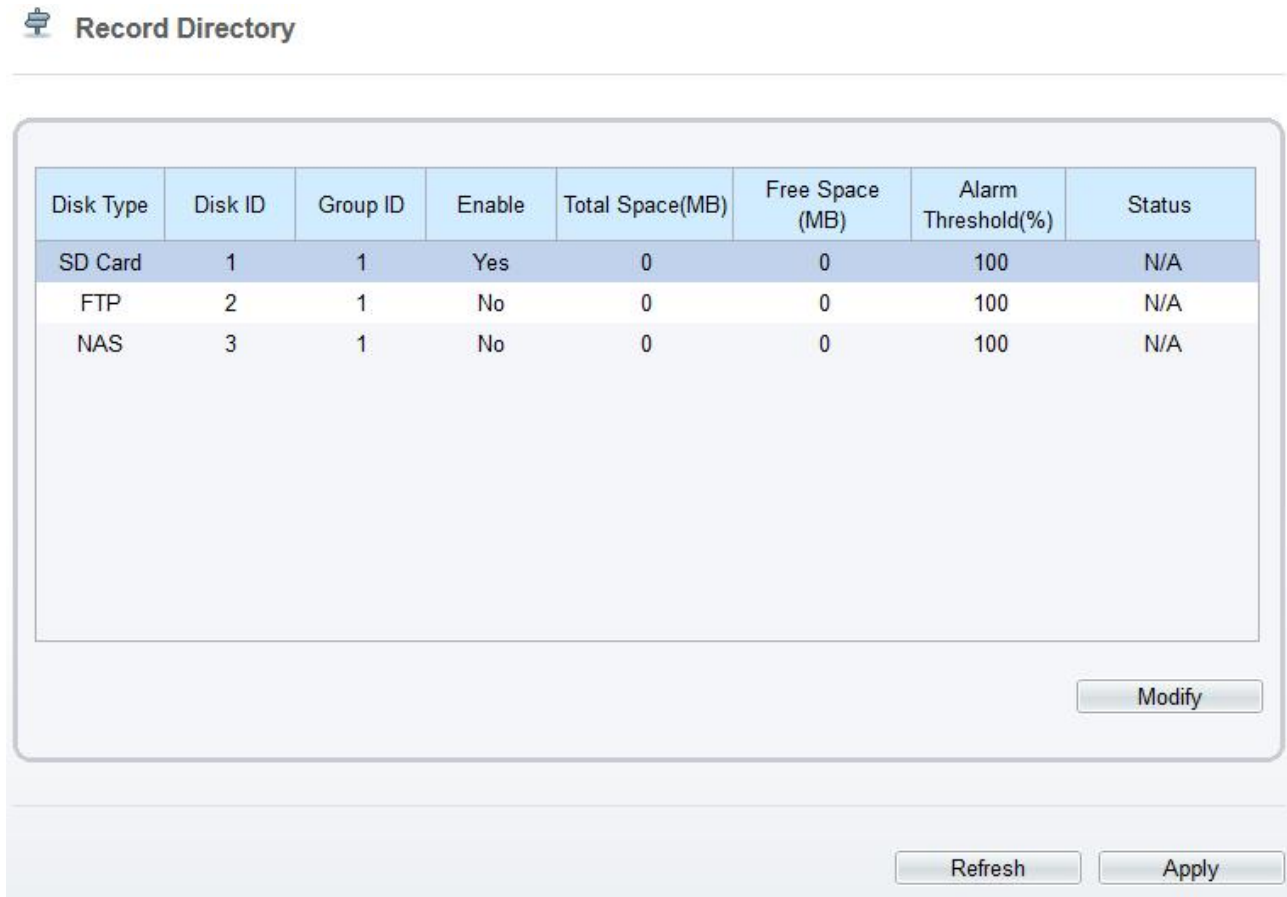 Record Directory
Disk Type Disk ID Group ID Enable Total Space(MB) Free Space (MB) Alarm Threshold(%) Status
SD Card 1 1 Yes 0 0 100 N/A
FTP 2 1 No 0 0 100 N/A
NAS 3 1 No 0 0 100 N/A
Modify
Refresh Apply